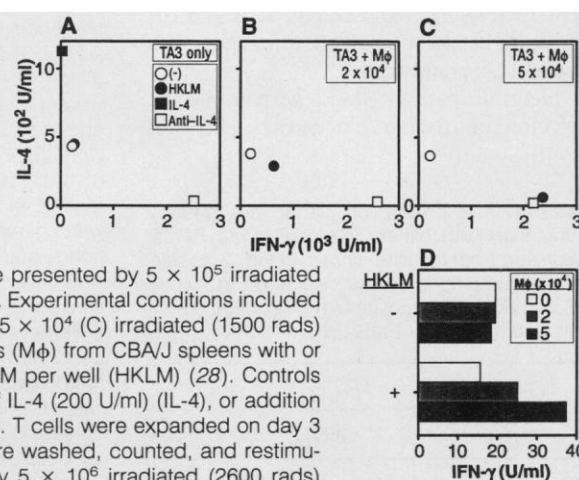 A
TA3 only
(-)
HKLM
IL-4
Anti–IL-4
B
TA3 + Mϕ
2 x 10⁴
C
TA3 + Mϕ
5 x 10⁴
IL-4 (10² U/ml)
10
5
0
0 1 2 3
0 1 2 3
0 1 2 3
IFN-γ (10³ U/ml)
D
HKLM
Mϕ (x 10⁴)
0
2
5
-
+
0 10 20 30 40
IFN-γ (U/ml)
e presented by 5 × 10⁵ irradiated
. Experimental conditions included
5 × 10⁴ (C) irradiated (1500 rads)
s (Mϕ) from CBA/J spleens with or
M per well (HKLM) (28). Controls
f IL-4 (200 U/ml) (IL-4), or addition
. T cells were expanded on day 3
re washed, counted, and restimu-
y 5 × 10⁶ irradiated (2600 rads)